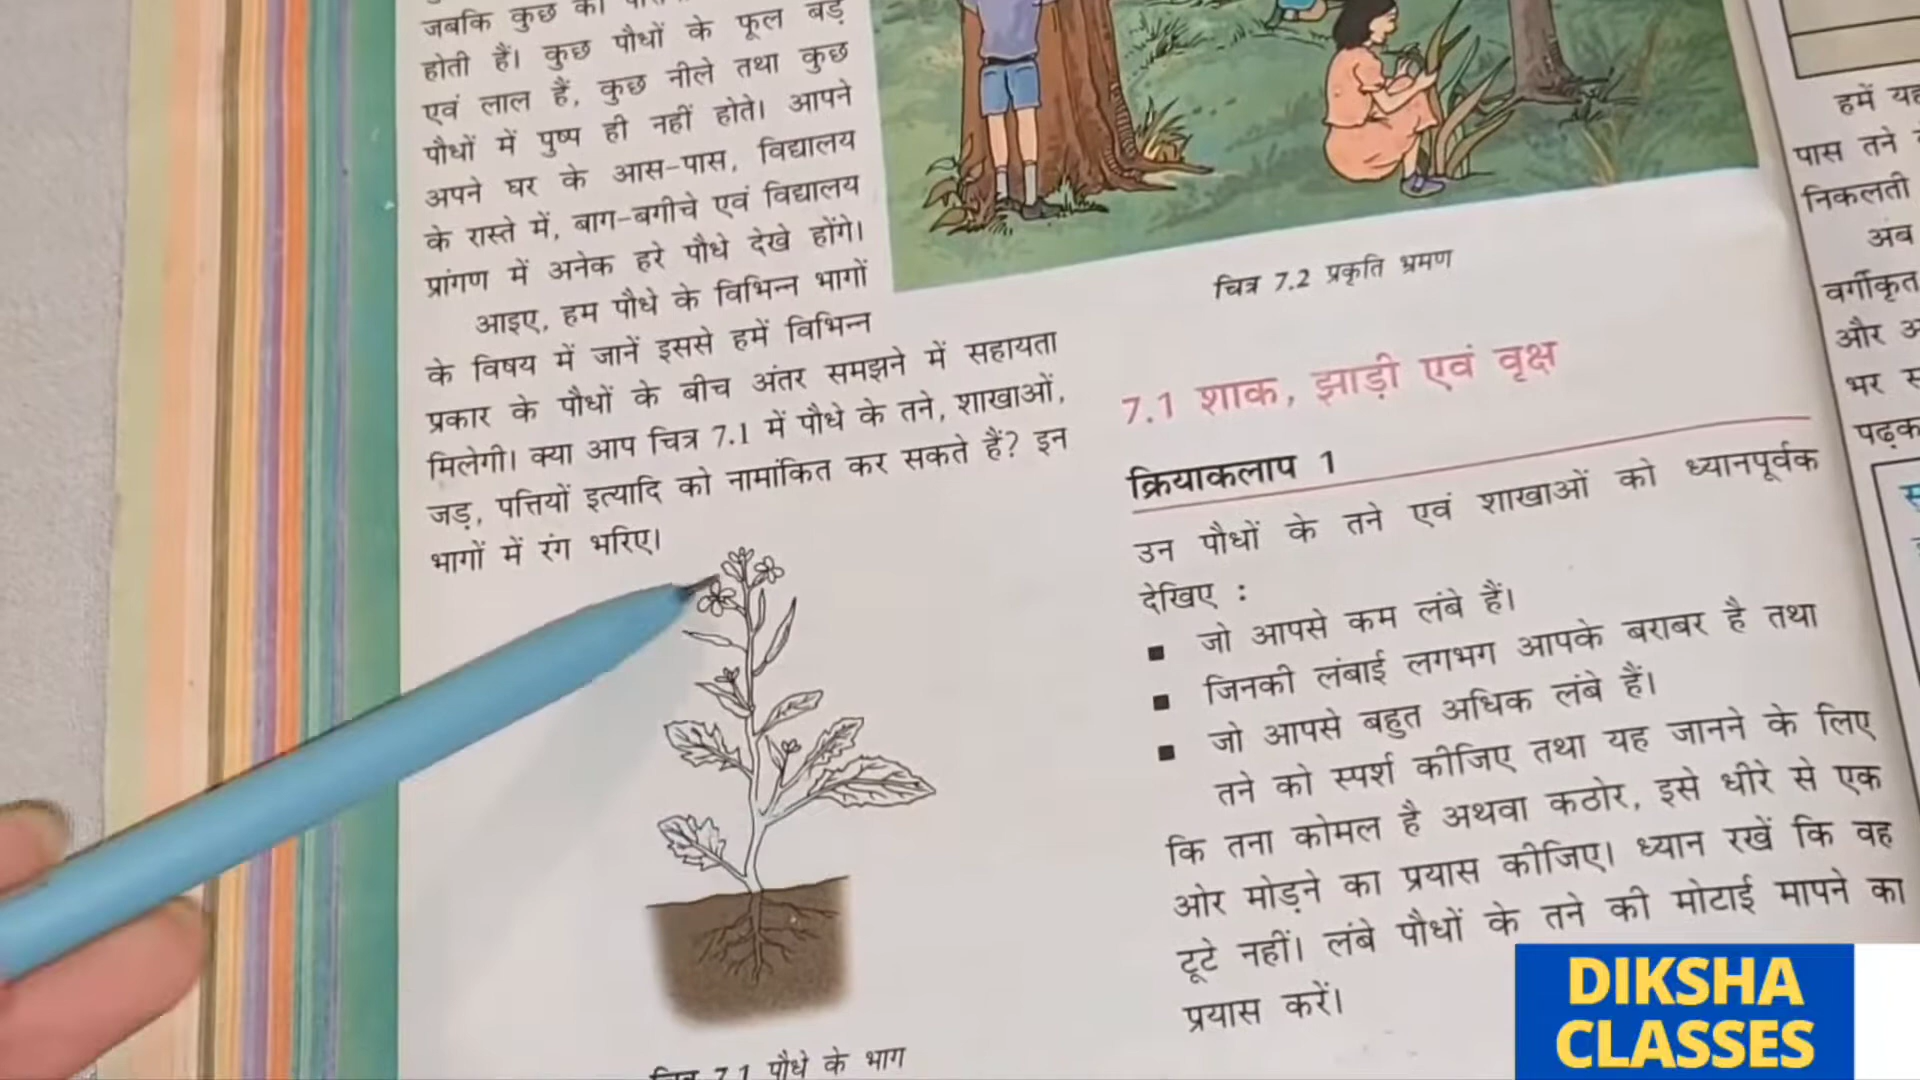 जबकि कुछ
होती हैं। कुछ पौधों के फूल बड़े
एवं लाल हैं, कुछ नीले तथा कुछ
पौधों में पुष्प ही नहीं होते। आपने
अपने घर के आस-पास, विद्यालय
के रास्ते में, बाग-बगीचे एवं विद्यालय
प्रांगण में अनेक हरे पौधे देखे होंगे।
आइए, हम पौधे के विभिन्न भागों
के विषय में जानें इससे हमें विभिन्न
प्रकार के पौधों के बीच अंतर समझने में सहायता
मिलेगी। क्या आप चित्र 7.1 में पौधे के तने, शाखाओं,
जड़, पत्तियों इत्यादि को नामांकित कर सकते हैं? इन
भागों में रंग भरिए।
चित्र 7.1 पौधे के भाग
चित्र 7.2 प्रकृति भ्रमण
7.1 शाक, झाड़ी एवं वृक्ष
क्रियाकलाप 1
उन पौधों के तने एवं शाखाओं को ध्यानपूर्वक
देखिए :
■ जो आपसे कम लंबे हैं।
■ जिनकी लंबाई लगभग आपके बराबर है तथा
■ जो आपसे बहुत अधिक लंबे हैं।
तने को स्पर्श कीजिए तथा यह जानने के लिए
कि तना कोमल है अथवा कठोर, इसे धीरे से एक
ओर मोड़ने का प्रयास कीजिए। ध्यान रखें कि वह
टूटे नहीं। लंबे पौधों के तने की मोटाई मापने का
प्रयास करें।
हमें
पास तने
निकलती
अब
वर्गीकृत
और
भर
DIKSHA
CLASSES